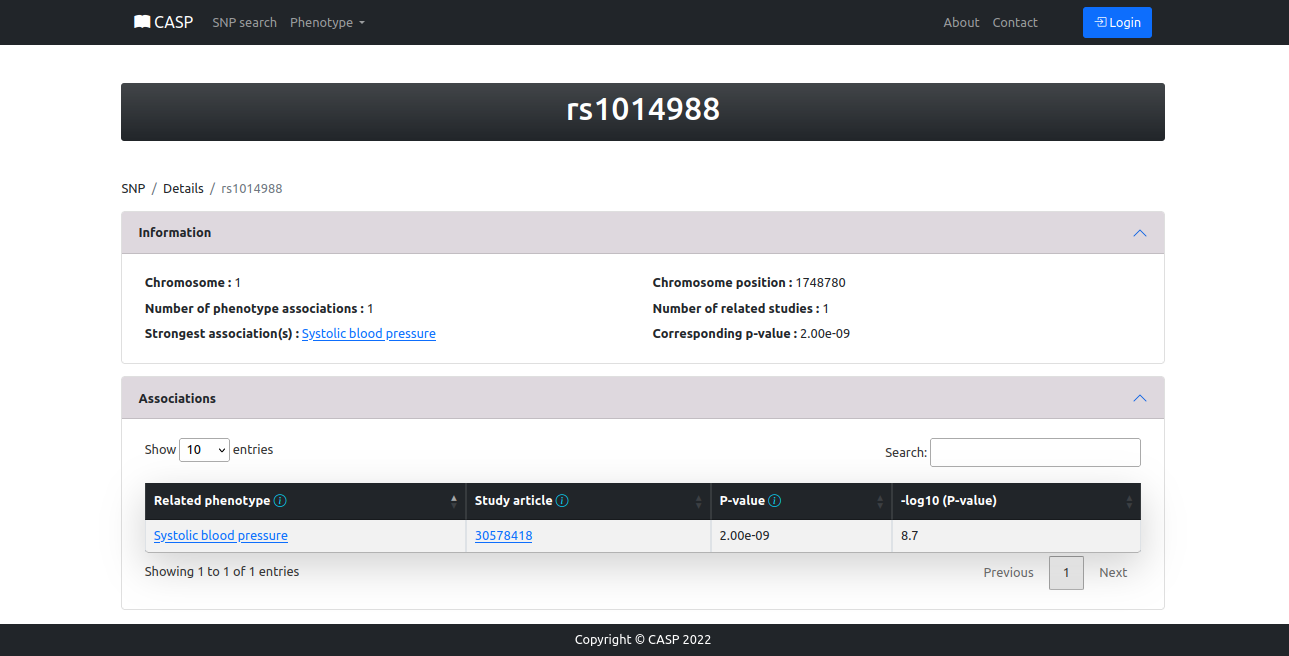 CASP SNP search Phenotype About Contact Login
rs1014988
SNP / Details / rs1014988
Information
Chromosome : 1 Chromosome position : 1748780
Number of phenotype associations : 1 Number of related studies : 1
Strongest association(s) : Systolic blood pressure Corresponding p-value : 2.00e-09
Associations
Show 10 entries Search:
Related phenotype Study article P-value -log10 (P-value)
Systolic blood pressure 30578418 2.00e-09 8.7
Showing 1 to 1 of 1 entries Previous 1 Next
Copyright © CASP 2022